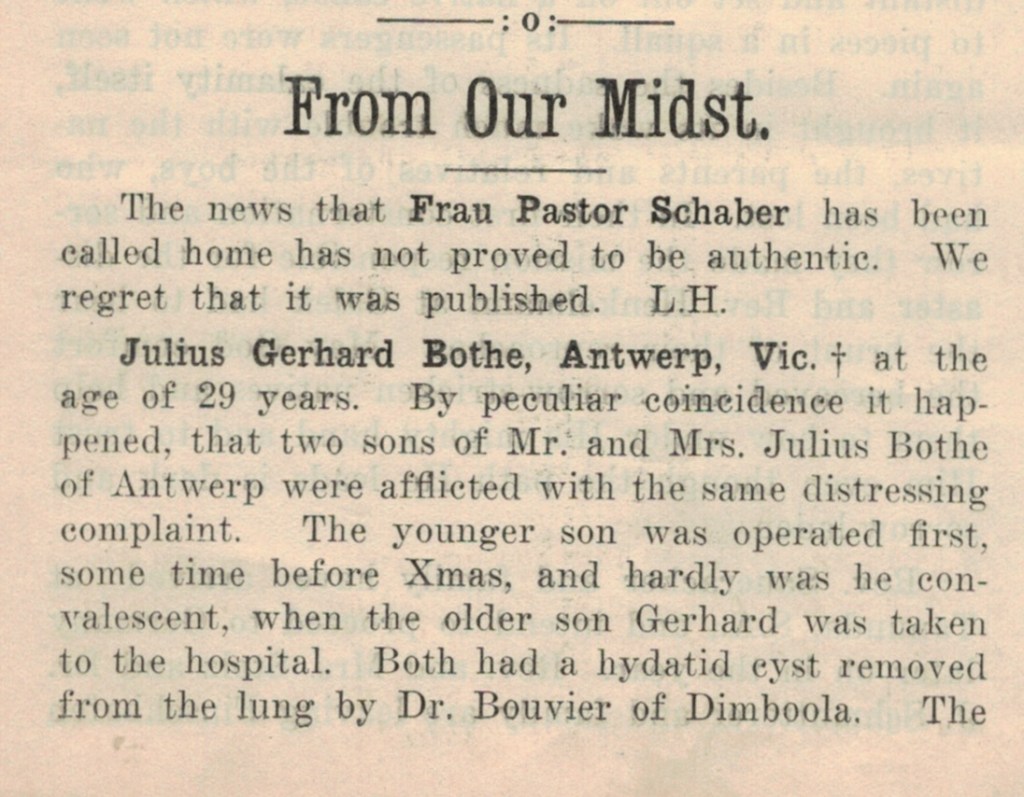 :o:
From Our Midst.
The news that Frau Pastor Schaber has been
called home has not proved to be authentic. We
regret that it was published. L.H.
Julius Gerhard Bothe, Antwerp, Vic. † at the
age of 29 years. By peculiar coincidence it hap-
pened, that two sons of Mr. and Mrs. Julius Bothe
of Antwerp were afflicted with the same distressing
complaint. The younger son was operated first,
some time before Xmas, and hardly was he con-
valescent, when the older son Gerhard was taken
to the hospital. Both had a hydatid cyst removed
from the lung by Dr. Bouvier of Dimboola. The